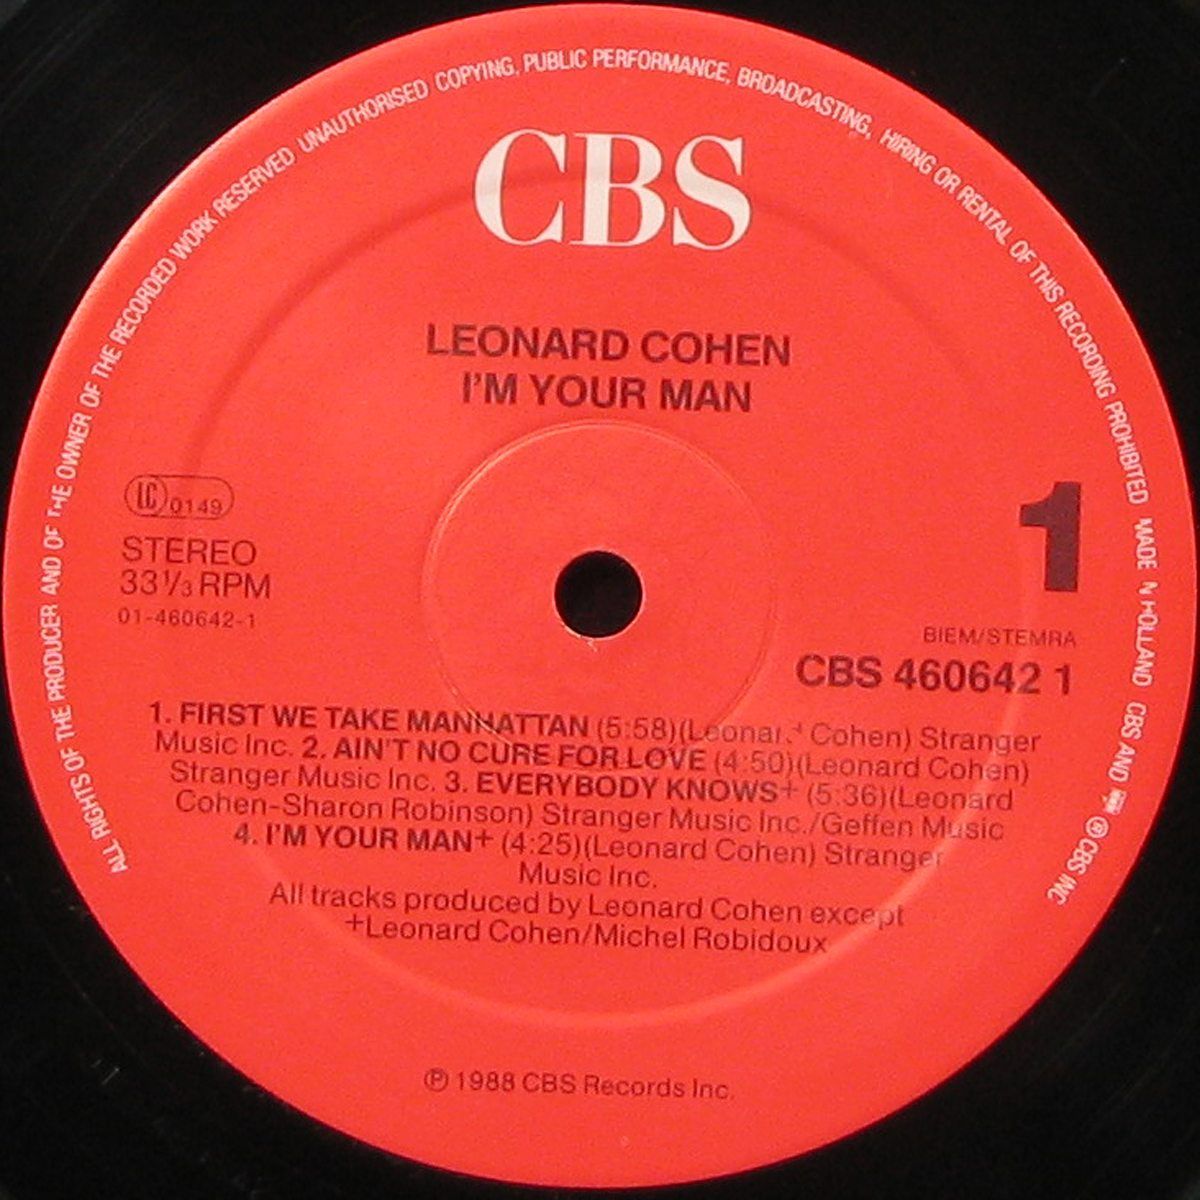 ALL RIGHTS OF THE PRODUCER AND OF THE OWNER OF THE RECORDED WORK RESERVED UNAUTHORISED COPYING, PUBLIC PERFORMANCE, BROADCASTING, HIRING OR RENTAL OF THIS RECORDING PROHIBITED MADE IN HOLLAND CBS AND ℗ CBS INC
CBS
LEONARD COHEN
I'M YOUR MAN
LC 0149
1
STEREO
33 1/3 RPM
01-460642-1
BIEM/STEMRA
CBS 460642 1
1. FIRST WE TAKE MANHATTAN (5:58)(Leonard Cohen) Stranger
Music Inc. 2. AIN'T NO CURE FOR LOVE (4:50)(Leonard Cohen)
Stranger Music Inc. 3. EVERYBODY KNOWS+ (5:36)(Leonard
Cohen-Sharon Robinson) Stranger Music Inc./Geffen Music
4. I'M YOUR MAN+ (4:25)(Leonard Cohen) Stranger
Music Inc.
All tracks produced by Leonard Cohen except
+Leonard Cohen/Michel Robidoux
℗ 1988 CBS Records Inc.